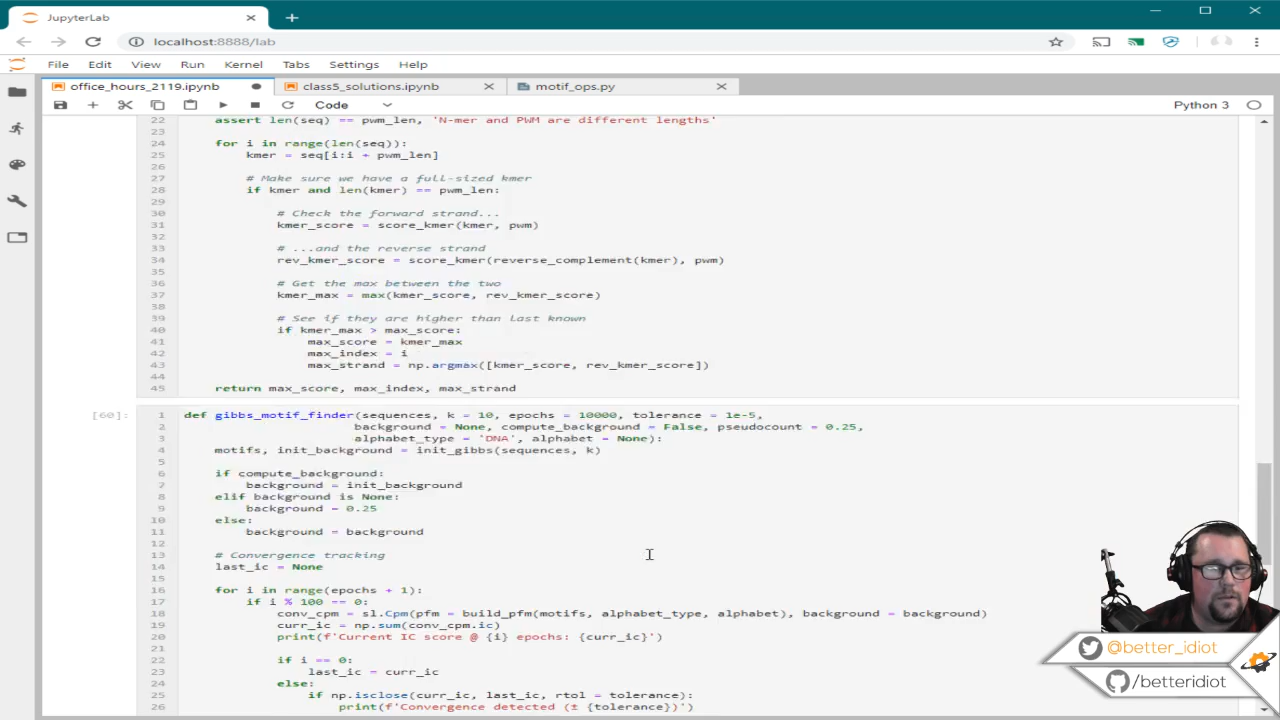 JupyterLab
localhost:8888/lab
File Edit View Run Kernel Tabs Settings Help
office_hours_2119.ipynb
class5_solutions.ipynb
motif_ops.py
Code
Python 3
22 assert len(seq) == pwm_len, 'N-mer and PWM are different lengths'
23
24 for i in range(len(seq)):
25 kmer = seq[i:i + pwm_len]
26
27 # Make sure we have a full-sized kmer
28 if kmer and len(kmer) == pwm_len:
29
30 # Check the forward strand...
31 kmer_score = score_kmer(kmer, pwm)
32
33 # ...and the reverse strand
34 rev_kmer_score = score_kmer(reverse_complement(kmer), pwm)
35
36 # Get the max between the two
37 kmer_max = max(kmer_score, rev_kmer_score)
38
39 # See if they are higher than last known
40 if kmer_max > max_score:
41 max_score = kmer_max
42 max_index = i
43 max_strand = np.argmax([kmer_score, rev_kmer_score])
44
45 return max_score, max_index, max_strand
[60]: 1 def gibbs_motif_finder(sequences, k = 10, epochs = 10000, tolerance = 1e-5,
2 background = None, compute_background = False, pseudocount = 0.25,
3 alphabet_type = 'DNA', alphabet = None):
4 motifs, init_background = init_gibbs(sequences, k)
5
6 if compute_background:
7 background = init_background
8 elif background is None:
9 background = 0.25
10 else:
11 background = background
12
13 # Convergence tracking
14 last_ic = None
15
16 for i in range(epochs + 1):
17 if i % 100 == 0:
18 conv_cpm = sl.Cpm(pfm = build_pfm(motifs, alphabet_type, alphabet), background = background)
19 curr_ic = np.sum(conv_cpm.ic)
20 print(f'Current IC score @ {i} epochs: {curr_ic}')
21
22 if i == 0:
23 last_ic = curr_ic
24 else:
25 if np.isclose(curr_ic, last_ic, rtol = tolerance):
26 print(f'Convergence detected (± {tolerance})')
@better_idiot
/betteridiot